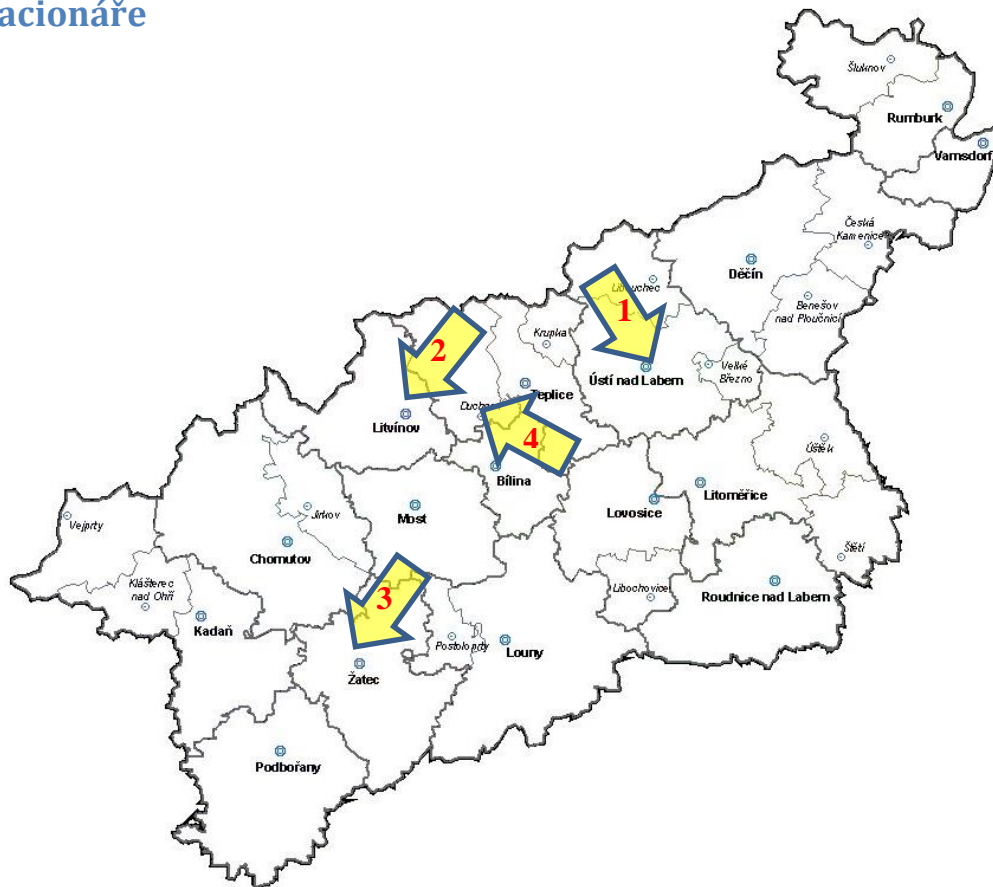 acionáře
Šluknov
Rumburk
Varnsdorf
Česká
Kamenice
Děčín
Libouchec
1
Benešov
nad Ploučnicí
Krupka
2
Velké
Březno
Ústí nad Labem
Teplice
Duchcov
Litvínov
4
Úštěk
Bílina
Litoměřice
Lovosice
Most
Jirkov
Vejprty
Chomutov
Štětí
Klášterec
nad Ohří
Libochovice
Roudnice nad Labem
3
Kadaň
Postoloprty
Louny
Žatec
Podbořany